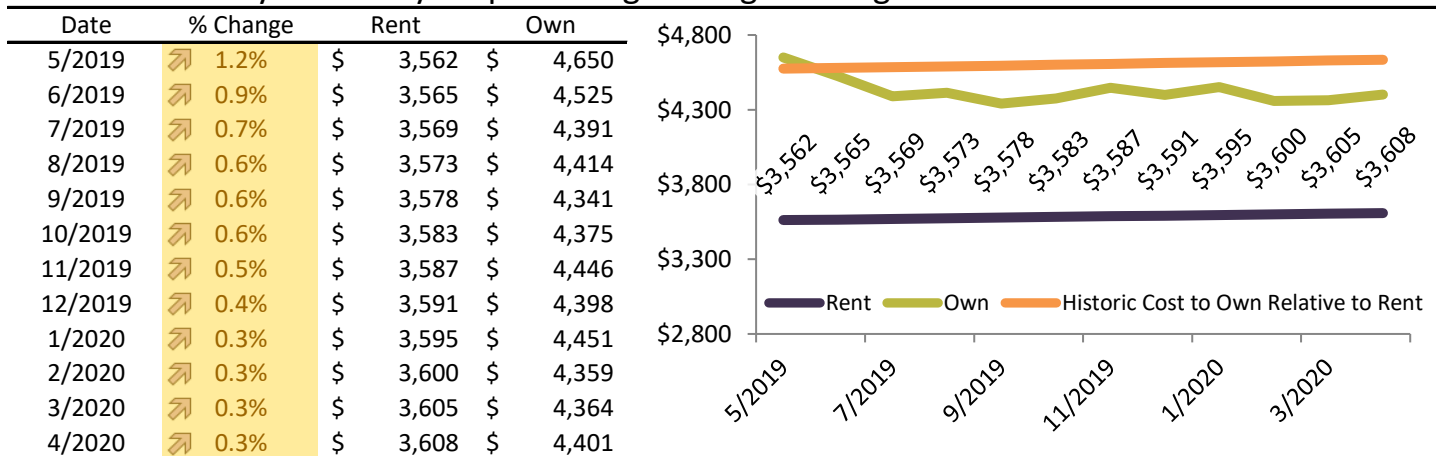 Date % Change Rent Own
5/2019 1.2% $ 3,562 $ 4,650
6/2019 0.9% $ 3,565 $ 4,525
7/2019 0.7% $ 3,569 $ 4,391
8/2019 0.6% $ 3,573 $ 4,414
9/2019 0.6% $ 3,578 $ 4,341
10/2019 0.6% $ 3,583 $ 4,375
11/2019 0.5% $ 3,587 $ 4,446
12/2019 0.4% $ 3,591 $ 4,398
1/2020 0.3% $ 3,595 $ 4,451
2/2020 0.3% $ 3,600 $ 4,359
3/2020 0.3% $ 3,605 $ 4,364
4/2020 0.3% $ 3,608 $ 4,401
$4,800
$4,300
$3,800
$3,300
$2,800
$3,562 $3,565 $3,569 $3,573 $3,578 $3,583 $3,587 $3,591 $3,595 $3,600 $3,605 $3,608
Rent Own Historic Cost to Own Relative to Rent
5/2019 7/2019 9/2019 11/2019 1/2020 3/2020